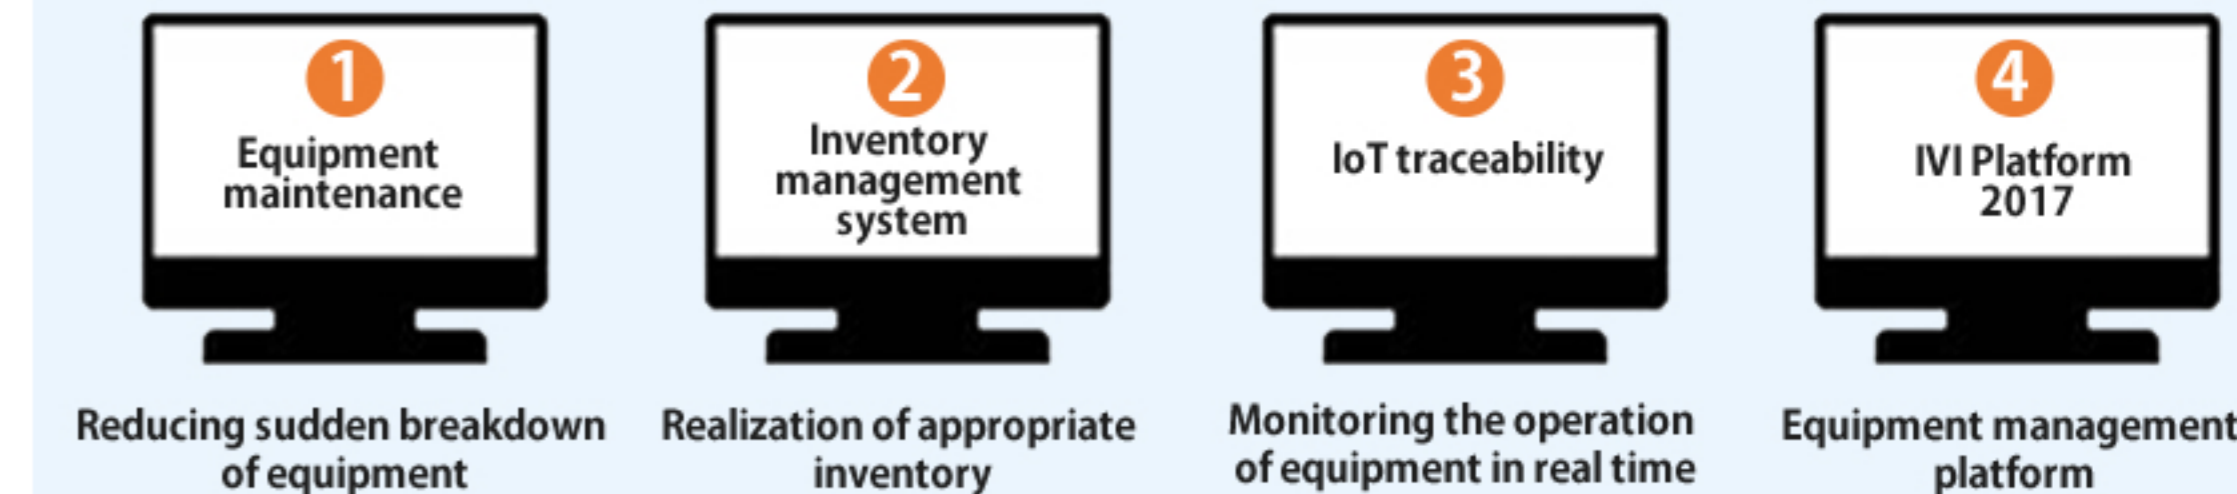 1
Equipment
maintenance
Reducing sudden breakdown
of equipment
2
Inventory
management
system
Realization of appropriate
inventory
3
IoT traceability
Monitoring the operation
of equipment in real time
4
IVI Platform
2017
Equipment management
platform